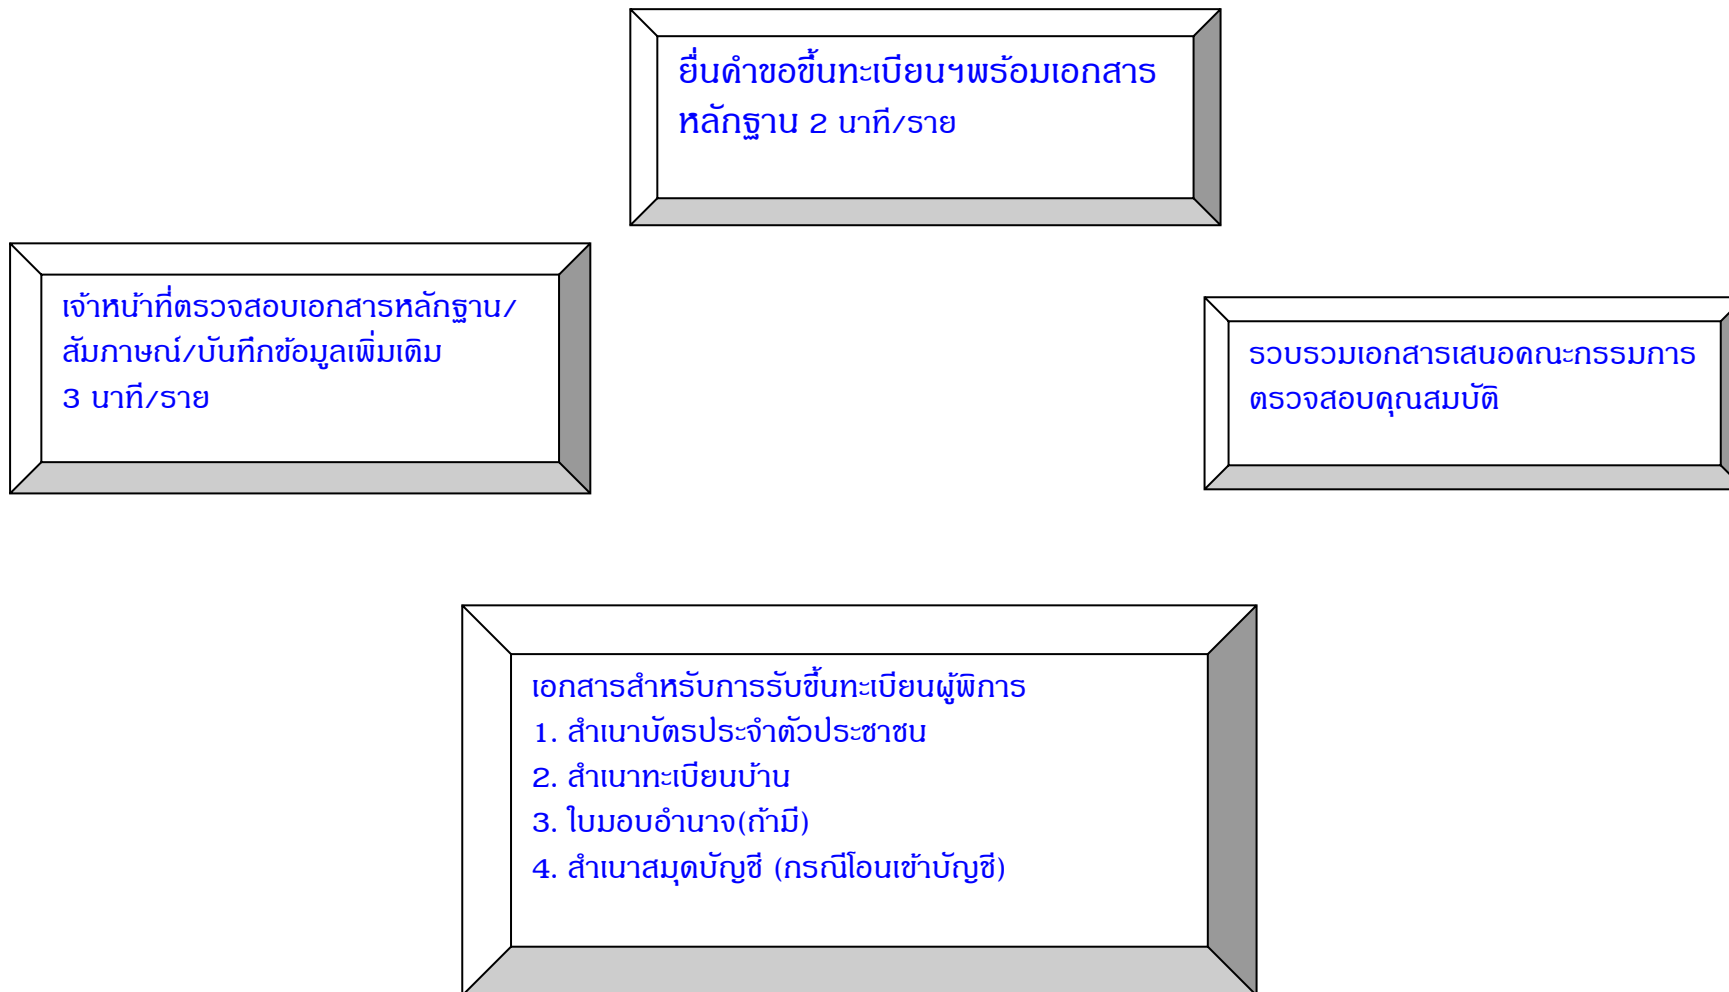 ยื่นคำขอขึ้นทะเบียนฯพร้อมเอกสาร
หลักฐาน 2 นาที/ราย
เจ้าหน้าที่ตรวจสอบเอกสารหลักฐาน/
สัมภาษณ์/บันทึกข้อมูลเพิ่มเติม
3 นาที/ราย
รวบรวมเอกสารเสนอคณะกรรมการ
ตรวจสอบคุณสมบัติ
เอกสารสำหรับการรับขึ้นทะเบียนผู้พิการ
1. สำเนาบัตรประจำตัวประชาชน
2. สำเนาทะเบียนบ้าน
3. ใบมอบอำนาจ(ถ้ามี)
4. สำเนาสมุดบัญชี (กรณีโอนเข้าบัญชี)